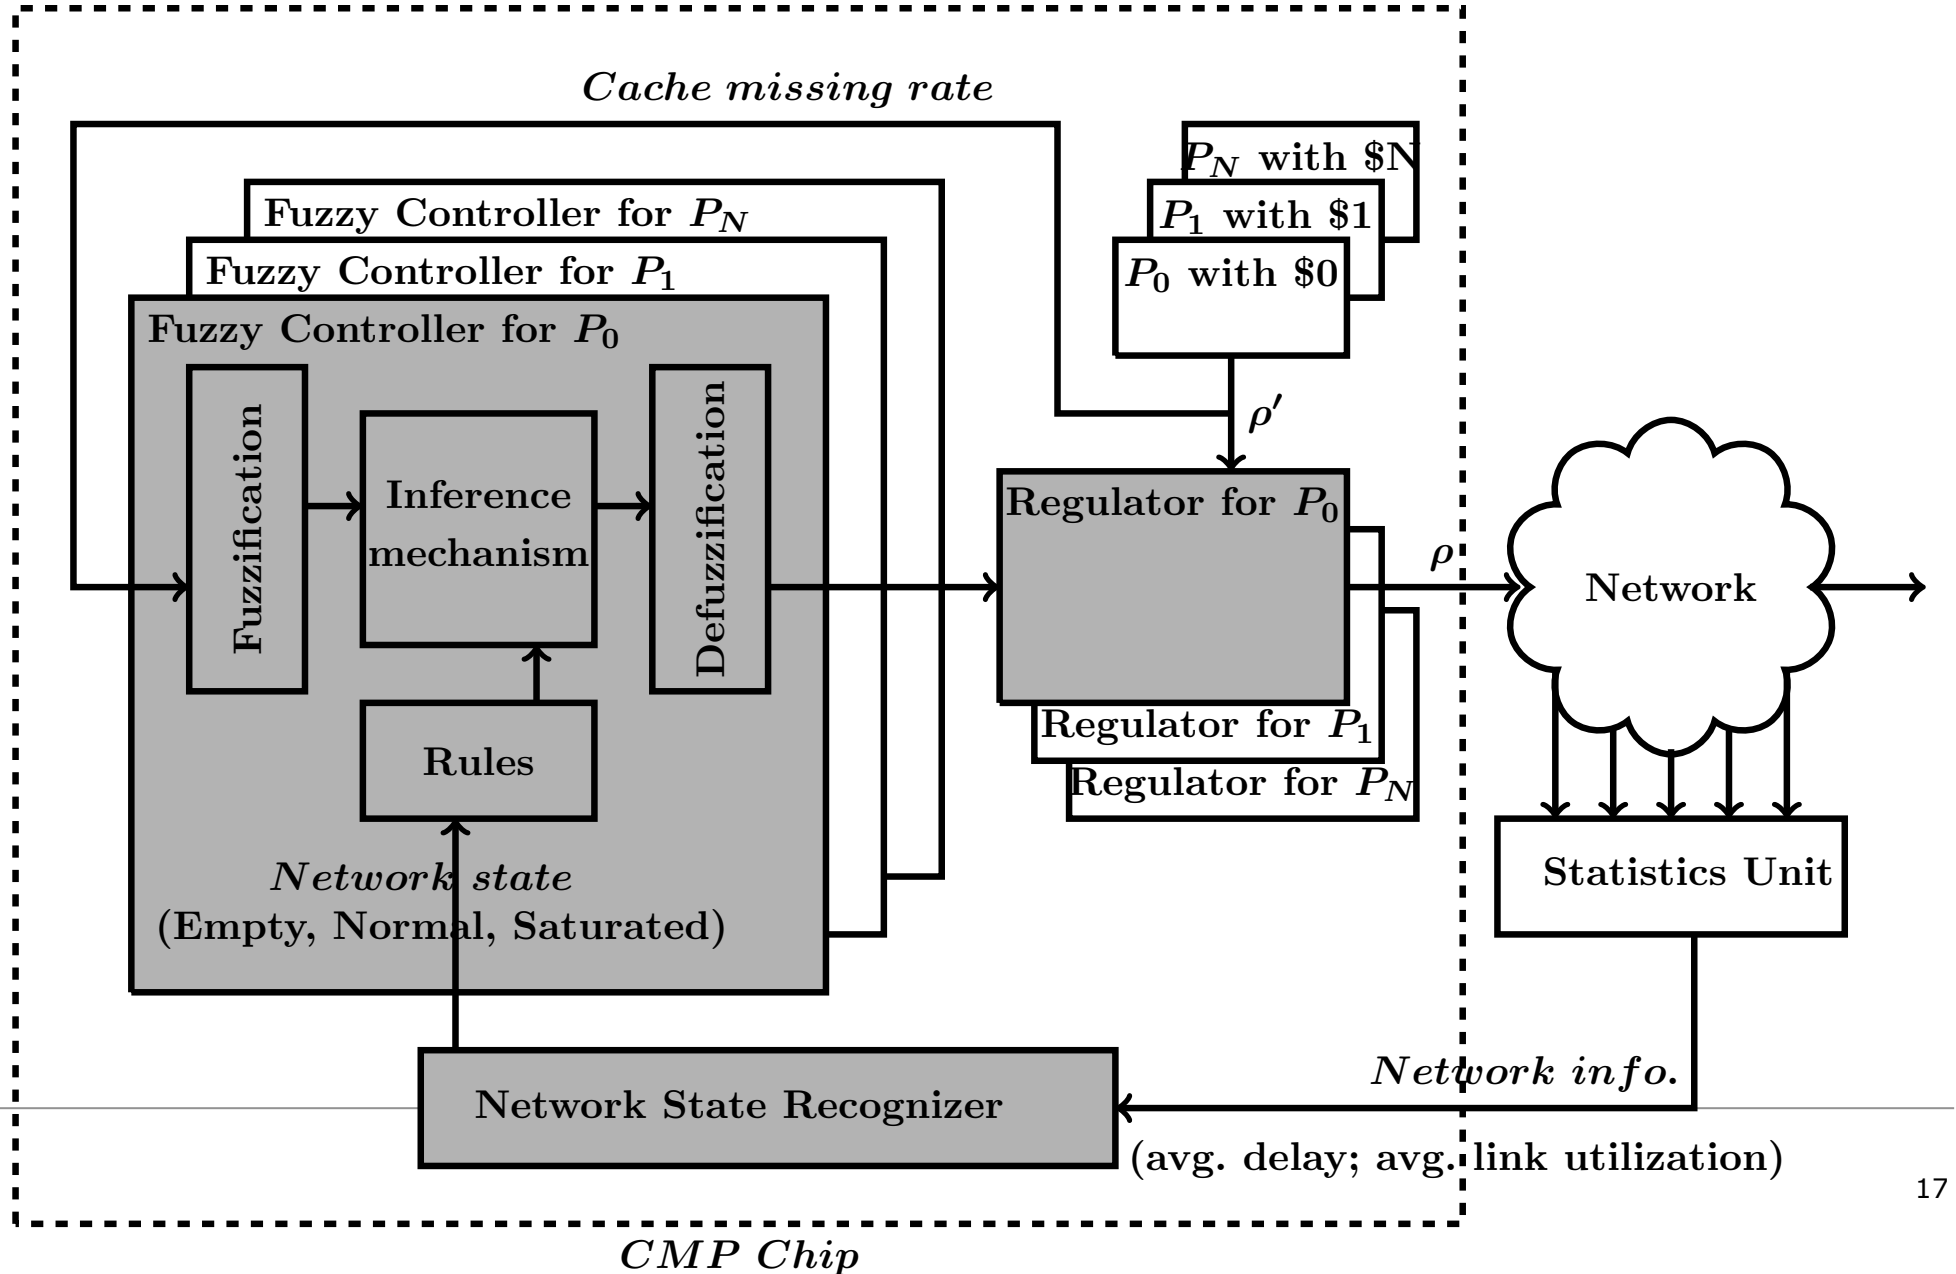 Cache missing rate
P_N with $N
P_1 with $1
P_0 with $0
Fuzzy Controller for P_N
Fuzzy Controller for P_1
Fuzzy Controller for P_0
Fuzzification
Inference
mechanism
Defuzzification
Rules
Network state
(Empty, Normal, Saturated)
ρ′
Regulator for P_0
Regulator for P_1
Regulator for P_N
ρ
Network
Statistics Unit
Network info.
Network State Recognizer
(avg. delay; avg. link utilization)
17
CMP Chip